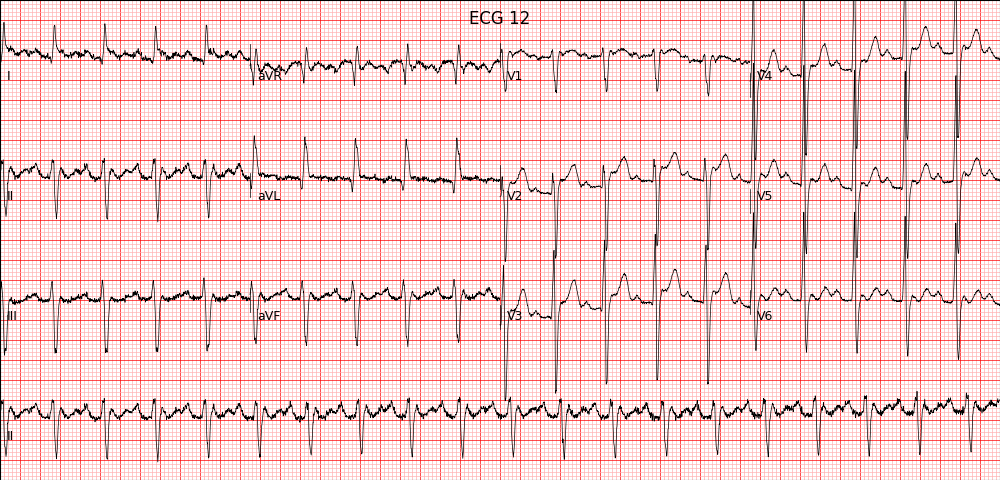 ECG 12
I aVR V1 V4
II aVL V2 V5
III aVF V3 V6
II